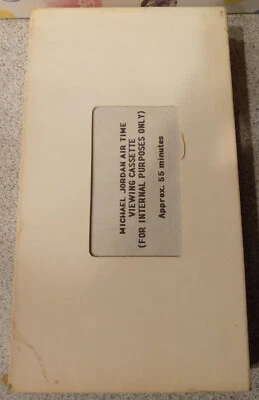 MICHAEL JORDAN AIR TIME
VIEWING CASSETTE
(FOR INTERNAL PURPOSES ONLY)
Approx. 55 minutes